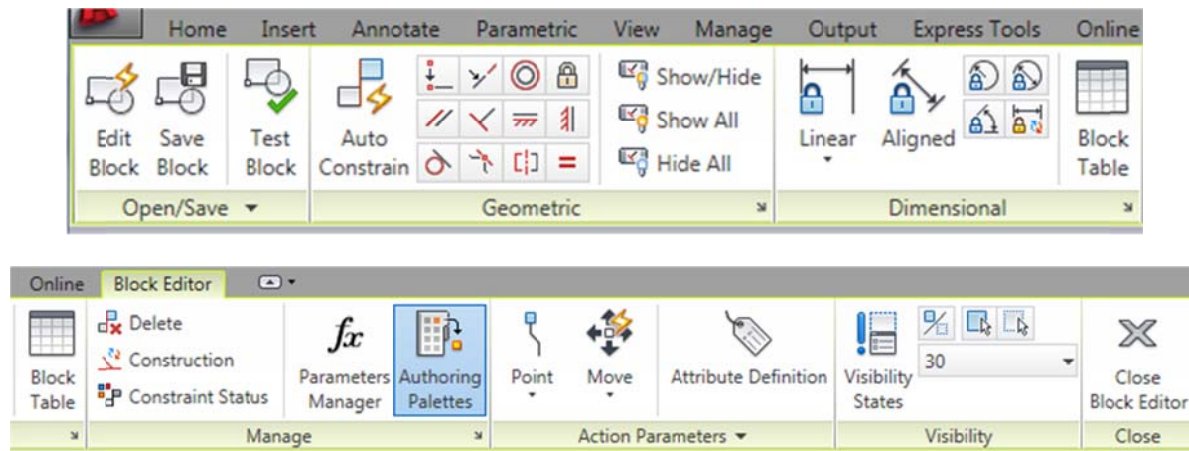 Home Insert Annotate Parametric View Manage Output Express Tools Online
Edit Block
Save Block
Test Block
Auto Constrain
Show/Hide
Show All
Hide All
Linear
Aligned
Block Table
Open/Save
Geometric
Dimensional
Online Block Editor
Block Table
Delete
Construction
Constraint Status
fx
Parameters Manager
Authoring Palettes
Point
Move
Attribute Definition
Visibility States
30
Close Block Editor
Manage
Action Parameters
Visibility
Close